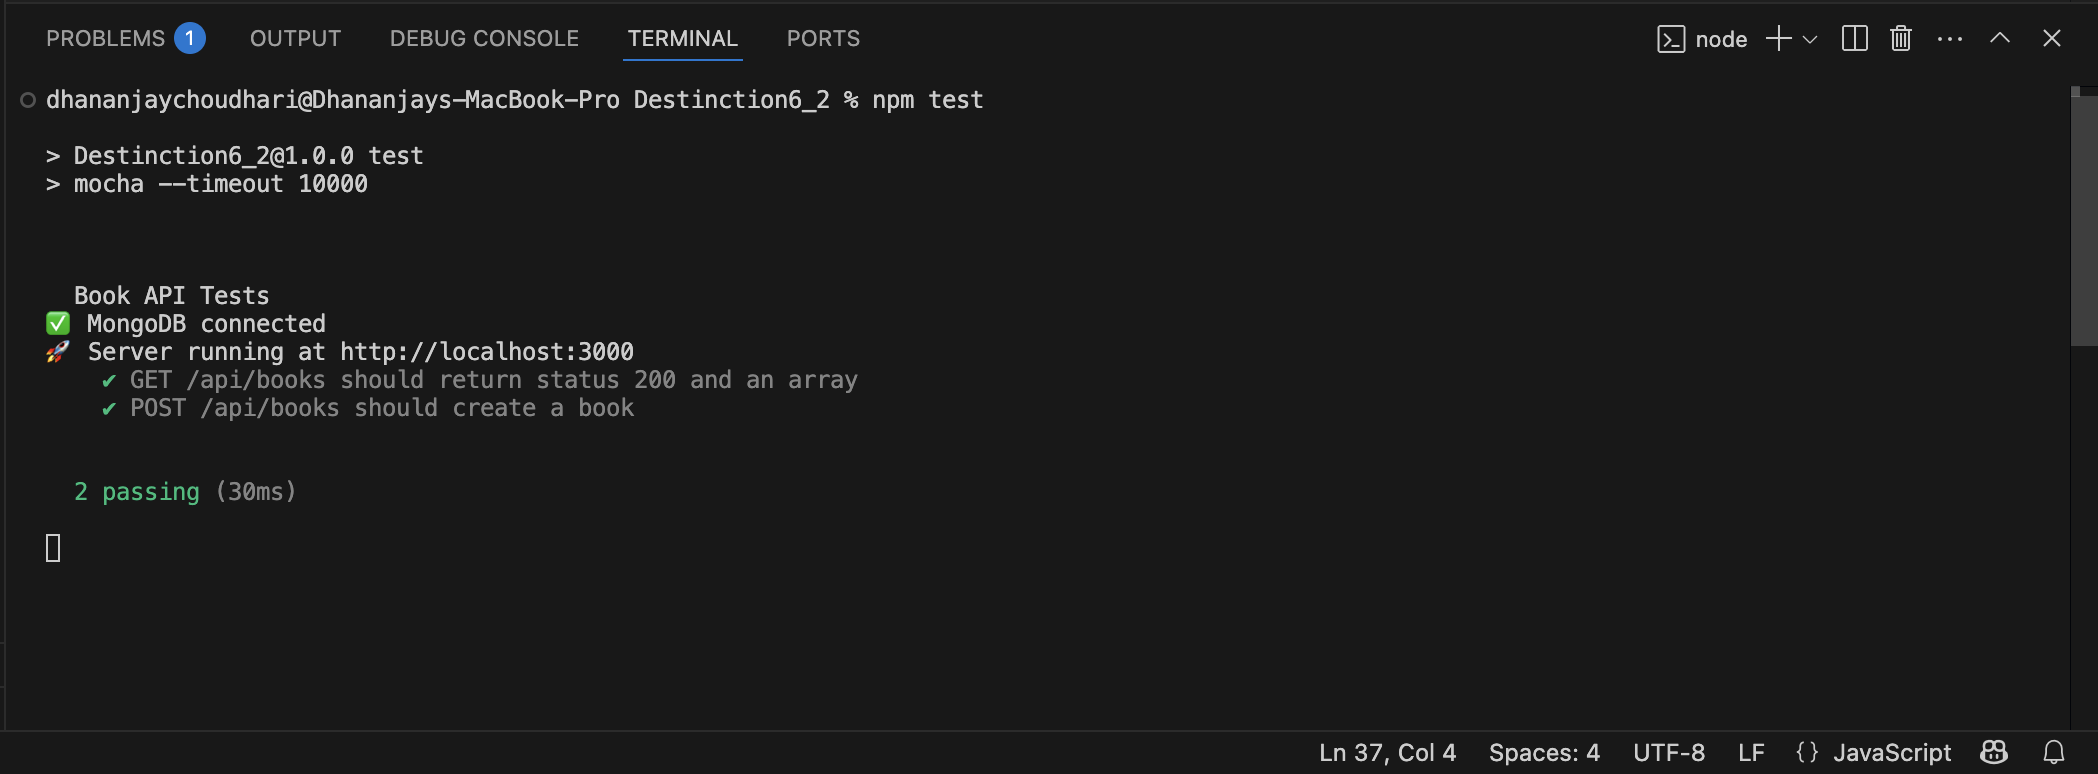 PROBLEMS 1 OUTPUT DEBUG CONSOLE TERMINAL PORTS node
dhananjaychoudhari@Dhananjays-MacBook-Pro Destinction6_2 % npm test
> Destinction6_2@1.0.0 test
> mocha --timeout 10000
Book API Tests
✅ MongoDB connected
🚀 Server running at http://localhost:3000
✔ GET /api/books should return status 200 and an array
✔ POST /api/books should create a book
2 passing (30ms)
Ln 37, Col 4 Spaces: 4 UTF-8 LF {} JavaScript